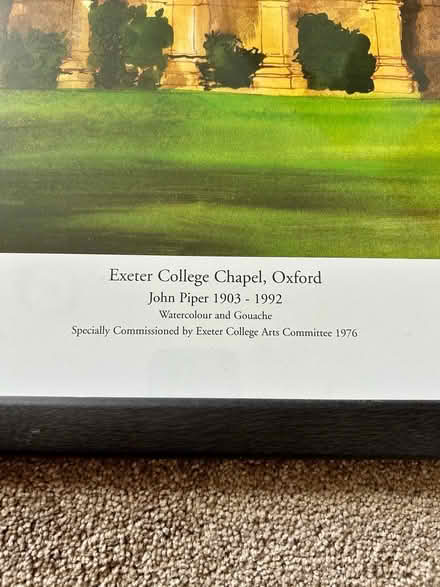 Exeter College Chapel, Oxford
John Piper 1903 - 1992
Watercolour and Gouache
Specially Commissioned by Exeter College Arts Committee 1976